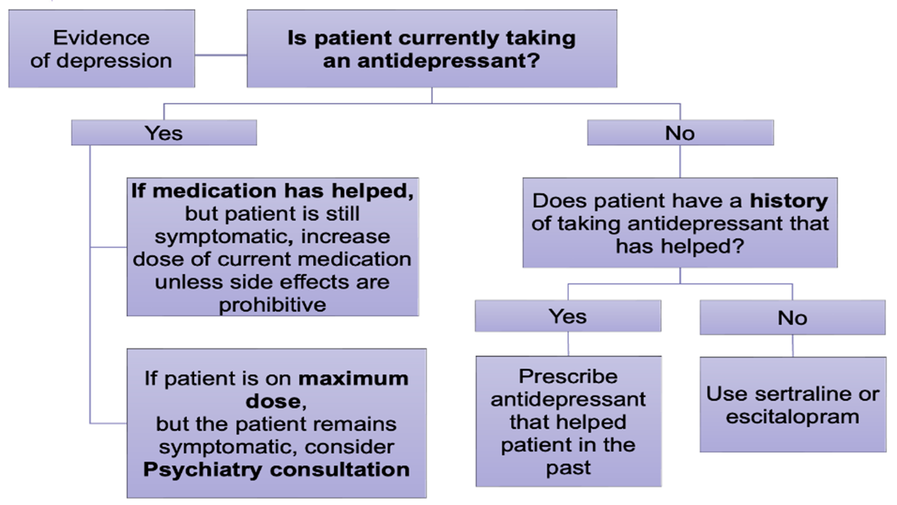 Evidence
of depression
Is patient currently taking
an antidepressant?
Yes
No
If medication has helped,
but patient is still
symptomatic, increase
dose of current medication
unless side effects are
prohibitive
Does patient have a history
of taking antidepressant that
has helped?
Yes
No
If patient is on maximum
dose,
but the patient remains
symptomatic, consider
Psychiatry consultation
Prescribe
antidepressant
that helped
patient in the
past
Use sertraline or
escitalopram